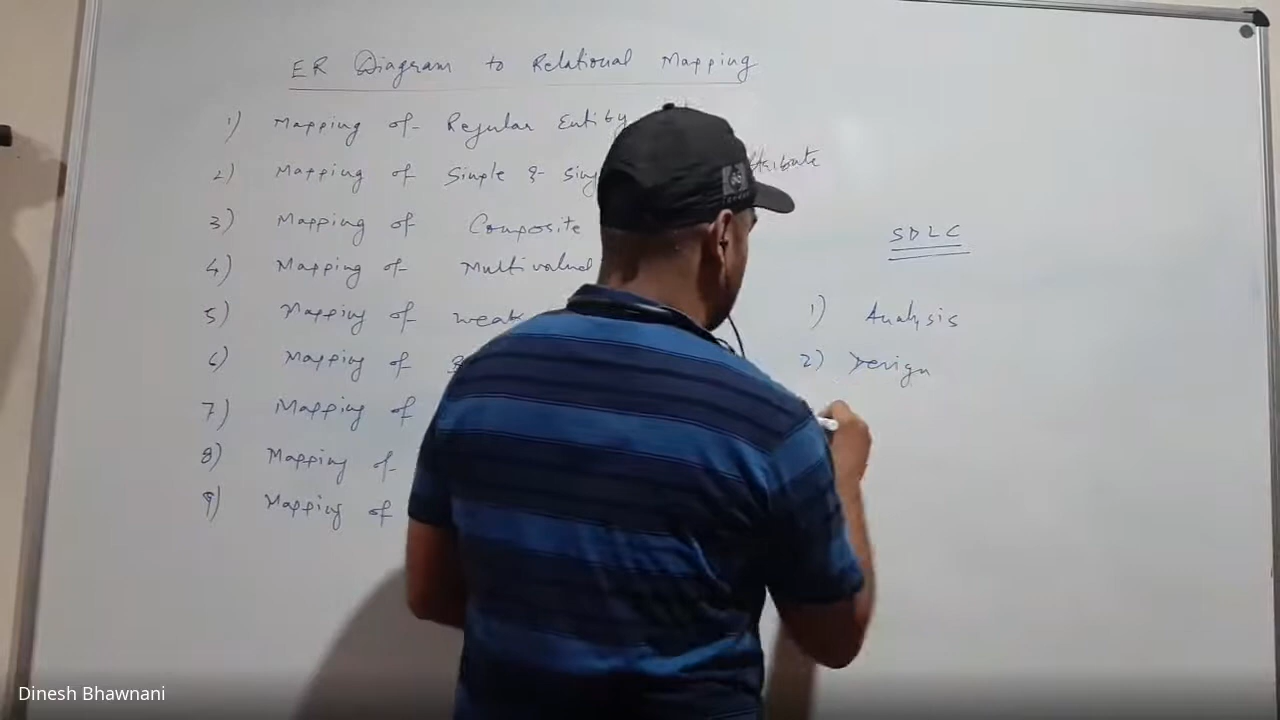 ER Diagram to Relational Mapping
1) Mapping of Regular Entity
2) Mapping of Simple &
3) Mapping of Composite
4) Mapping of Multivalued
5) Mapping of weak
6) Mapping of
7) Mapping of
8) Mapping of
9) Mapping of
SDLC
1) Analysis
2) Design
Dinesh Bhawnani